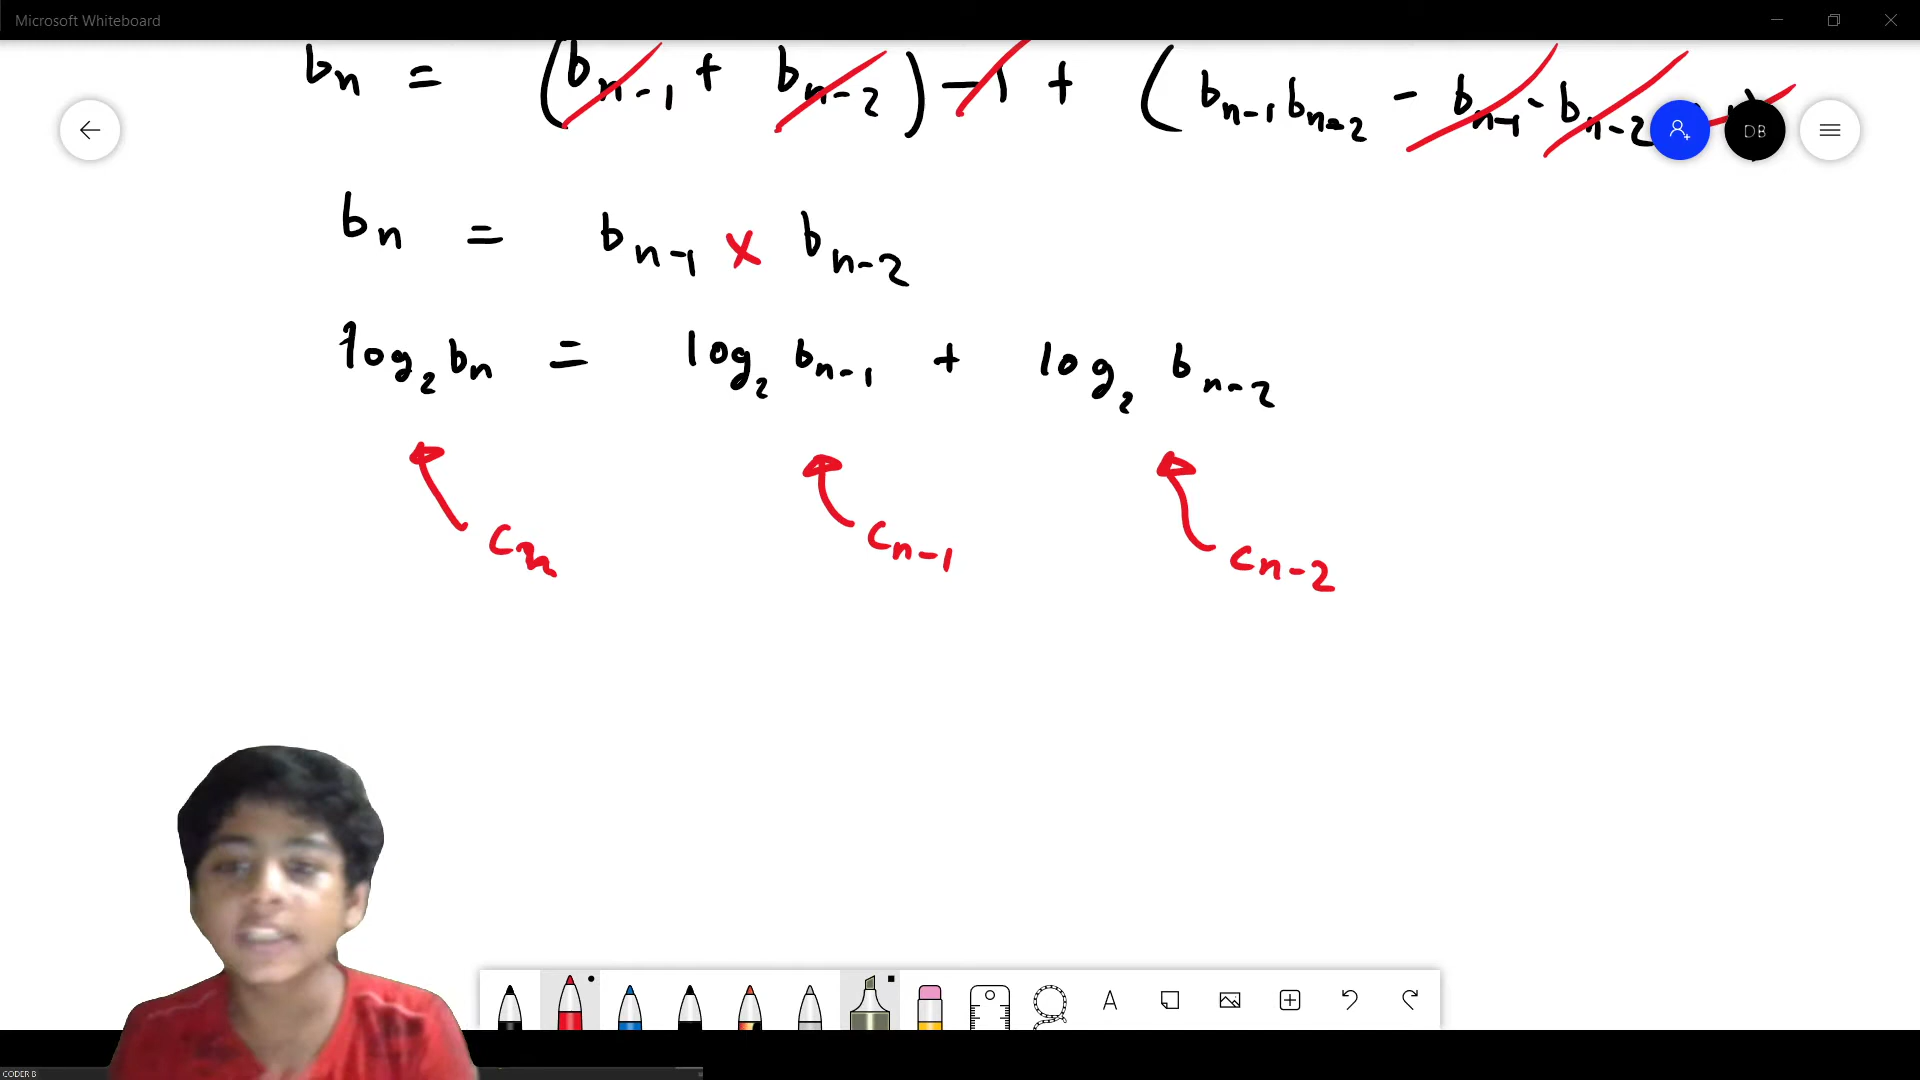 Microsoft Whiteboard
bn = (bn-1 + bn-2) - 1 + (bn-1bn-2 - bn-1 - bn-2
DB
bn = bn-1 x bn-2
log2 bn = log2 bn-1 + log2 bn-2
cn cn-1 cn-2
A
CODER B